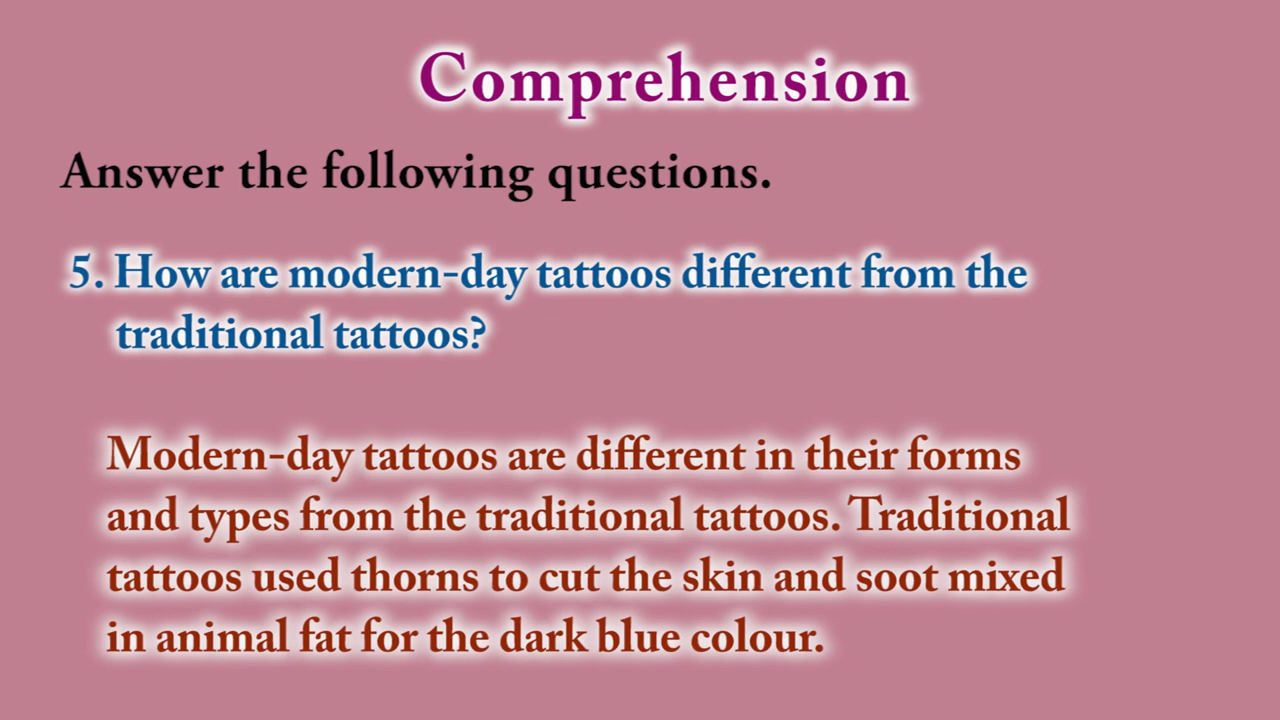 Comprehension
Answer the following questions.
5. How are modern-day tattoos different from the
traditional tattoos?
Modern-day tattoos are different in their forms
and types from the traditional tattoos. Traditional
tattoos used thorns to cut the skin and soot mixed
in animal fat for the dark blue colour.